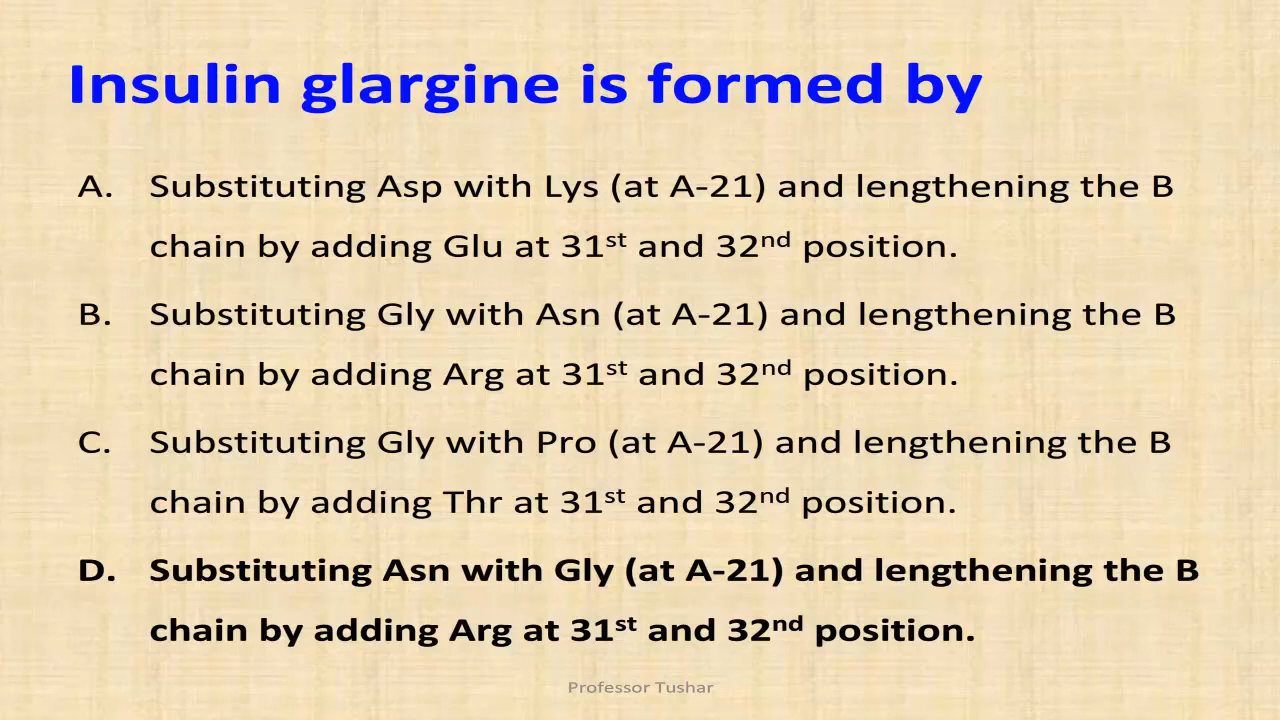 Insulin glargine is formed by
A. Substituting Asp with Lys (at A-21) and lengthening the B
chain by adding Glu at 31st and 32nd position.
B. Substituting Gly with Asn (at A-21) and lengthening the B
chain by adding Arg at 31st and 32nd position.
C. Substituting Gly with Pro (at A-21) and lengthening the B
chain by adding Thr at 31st and 32nd position.
D. Substituting Asn with Gly (at A-21) and lengthening the B
chain by adding Arg at 31st and 32nd position.
Professor Tushar